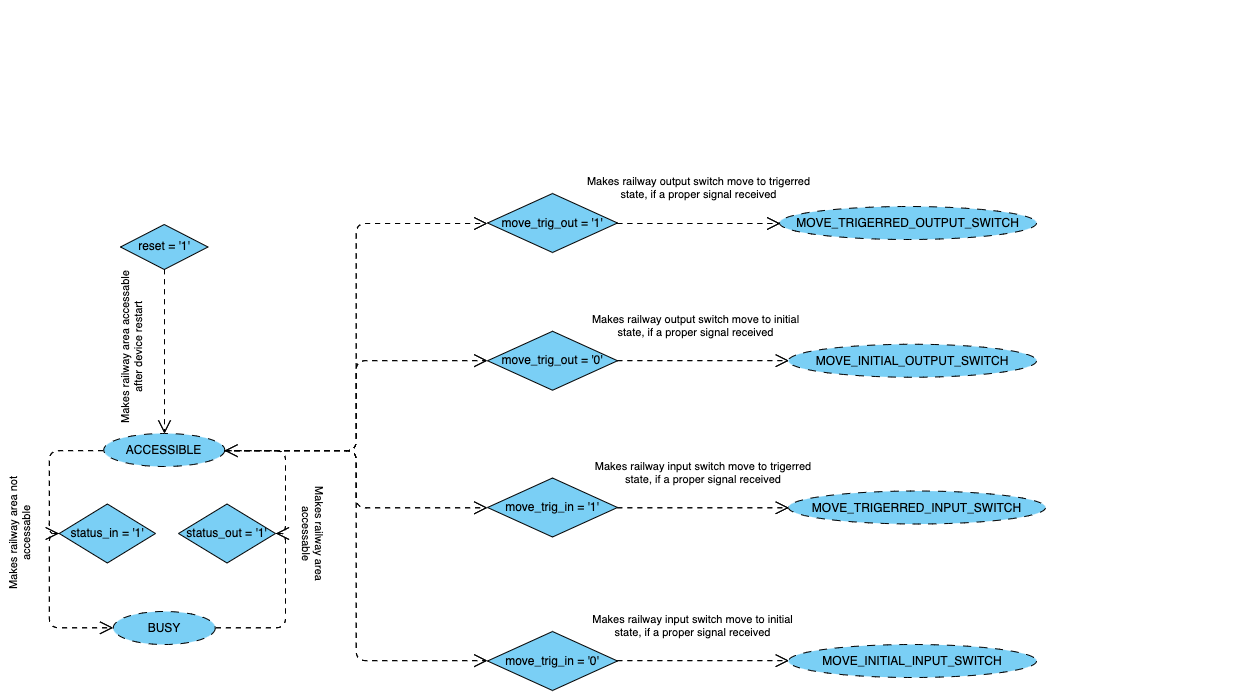 Makes railway output switch move to trigerred
state, if a proper signal received
move_trig_out = '1'
MOVE_TRIGERRED_OUTPUT_SWITCH
reset = '1'
Makes railway area accessable
after device restart
Makes railway output switch move to initial
state, if a proper signal received
move_trig_out = '0'
MOVE_INITIAL_OUTPUT_SWITCH
ACCESSIBLE
Makes railway area not
accessable
status_in = '1'
status_out = '1'
Makes railway area
accessable
BUSY
Makes railway input switch move to trigerred
state, if a proper signal received
move_trig_in = '1'
MOVE_TRIGERRED_INPUT_SWITCH
Makes railway input switch move to initial
state, if a proper signal received
move_trig_in = '0'
MOVE_INITIAL_INPUT_SWITCH